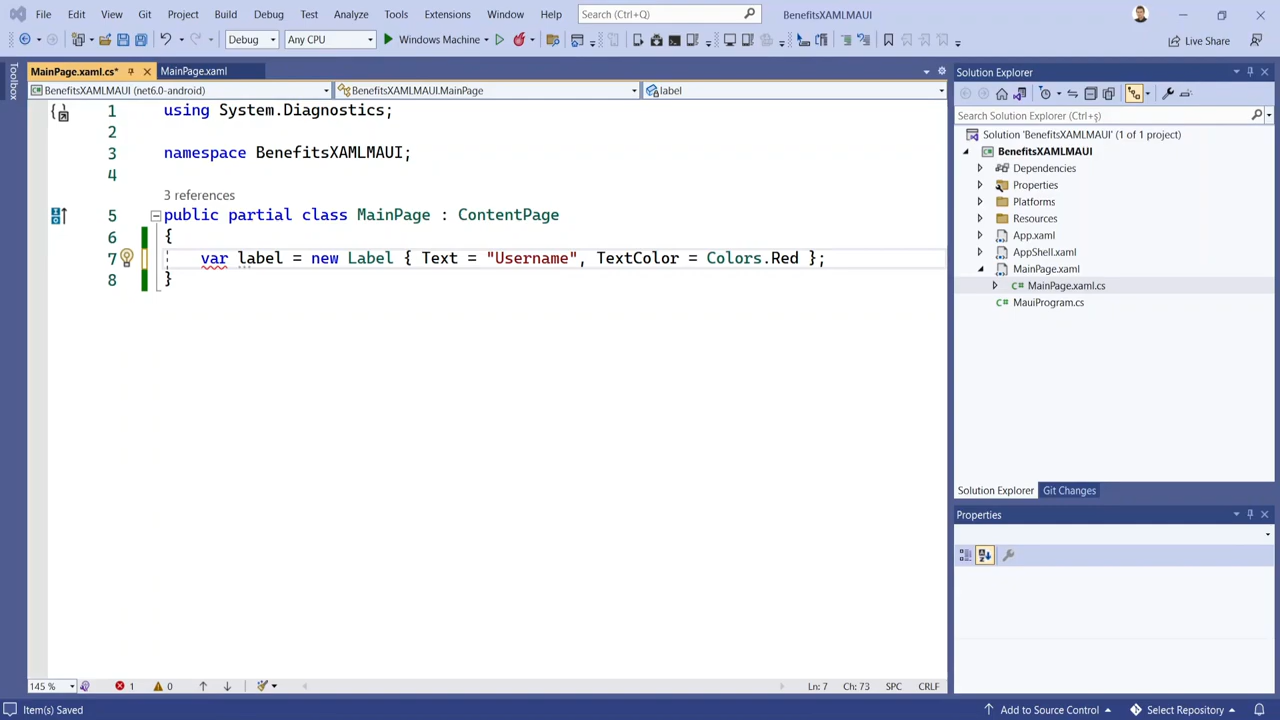 File Edit View Git Project Build Debug Test Analyze Tools Extensions Window Help Search (Ctrl+Q) BenefitsXAMLMAUI
Debug Any CPU Windows Machine Live Share
Toolbox
MainPage.xaml.cs* MainPage.xaml
BenefitsXAMLMAUI (net6.0-android) BenefitsXAMLMAUI.MainPage label
1 using System.Diagnostics;
2
3 namespace BenefitsXAMLMAUI;
4
3 references
5 public partial class MainPage : ContentPage
6 {
7 var label = new Label { Text = "Username", TextColor = Colors.Red };
8 }
145 % 1 0 Ln: 7 Ch: 73 SPC CRLF
Solution Explorer
Search Solution Explorer (Ctrl+ş)
Solution 'BenefitsXAMLMAUI' (1 of 1 project)
BenefitsXAMLMAUI
Dependencies
Properties
Platforms
Resources
App.xaml
AppShell.xaml
MainPage.xaml
C# MainPage.xaml.cs
C# MauiProgram.cs
Solution Explorer Git Changes
Properties
Item(s) Saved Add to Source Control Select Repository